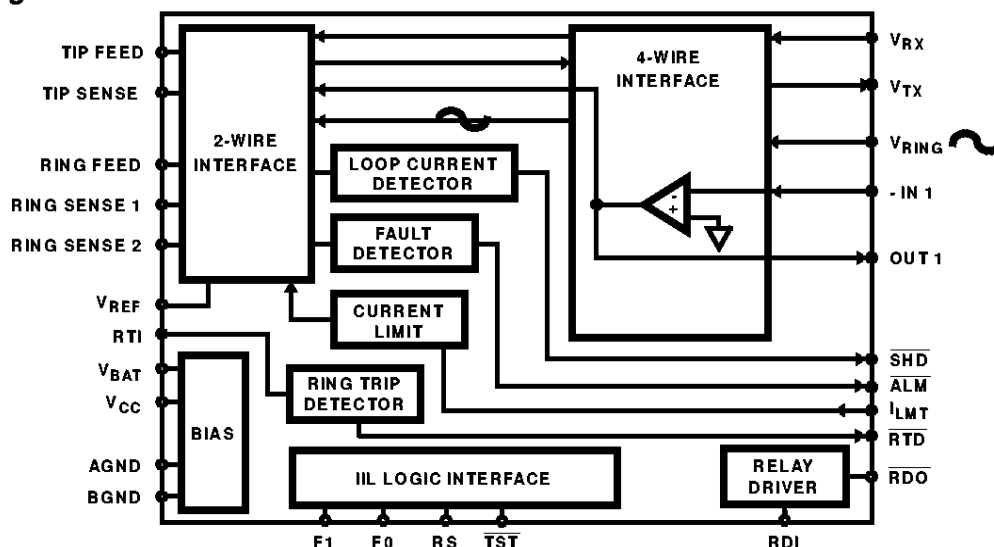 TIP FEED
TIP SENSE
RING FEED
RING SENSE 1
RING SENSE 2
VREF
RTI
VBAT
VCC
AGND
BGND
2-WIRE
INTERFACE
4-WIRE
INTERFACE
LOOP CURRENT
DETECTOR
FAULT
DETECTOR
CURRENT
LIMIT
RING TRIP
DETECTOR
BIAS
IIL LOGIC INTERFACE
RELAY
DRIVER
-
+
VRX
VTX
VRING
- IN 1
OUT 1
SHD
ALM
ILMT
RTD
RDO
F1
F0
RS
TST
RDI